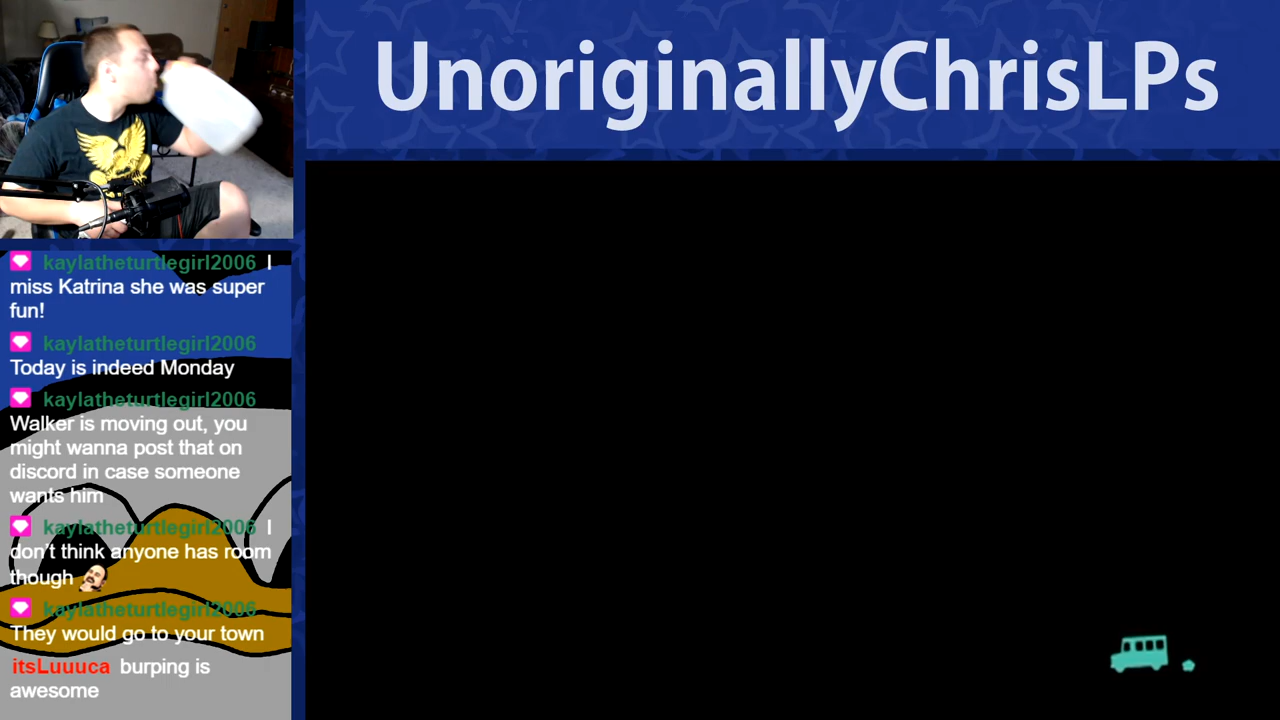 UnoriginallyChrisLPs
kaylatheturtlegirl2006 I
miss Katrina she was super
fun!
kaylatheturtlegirl2006
Today is indeed Monday
kaylatheturtlegirl2006
Walker is moving out, you
might wanna post that on
discord in case someone
wants him
kaylatheturtlegirl2006 I
don't think anyone has room
though
kaylatheturtlegirl2006
They would go to your town
itsLuuuca burping is
awesome